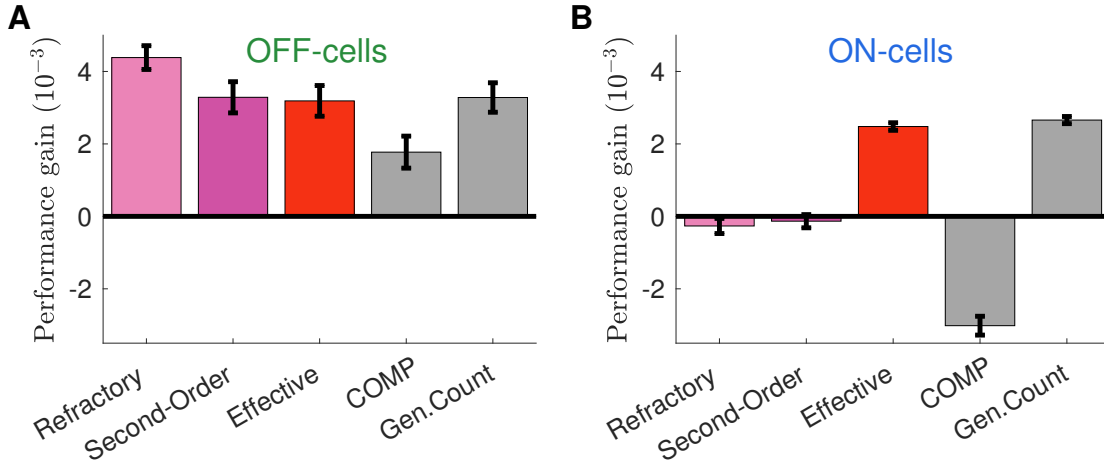 A
OFF-cells
Performance gain (10⁻³)
4
2
0
-2
Refractory
Second-Order
Effective
COMP
Gen.Count
B
ON-cells
Performance gain (10⁻³)
4
2
0
-2
Refractory
Second-Order
Effective
COMP
Gen.Count